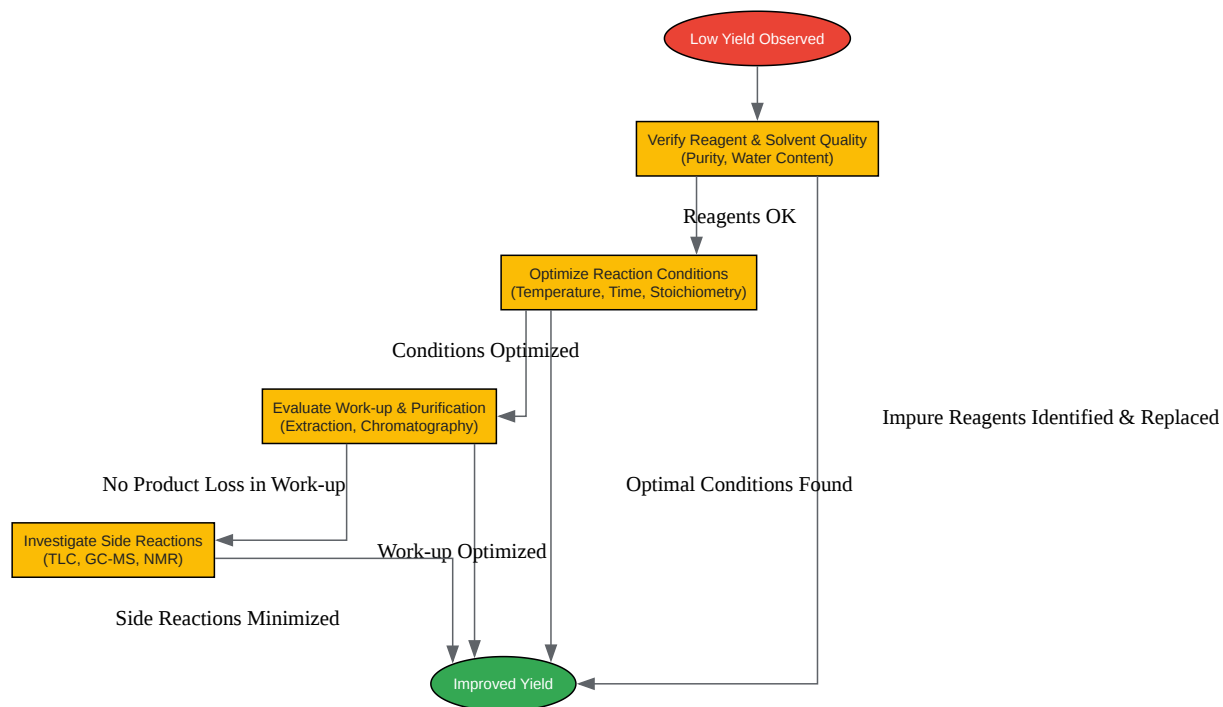 Low Yield Observed
Verify Reagent & Solvent Quality
(Purity, Water Content)
Reagents OK
Optimize Reaction Conditions
(Temperature, Time, Stoichiometry)
Conditions Optimized
Evaluate Work-up & Purification
(Extraction, Chromatography)
Impure Reagents Identified & Replaced
No Product Loss in Work-up
Optimal Conditions Found
Investigate Side Reactions
(TLC, GC-MS, NMR)
Work-up Optimized
Side Reactions Minimized
Improved Yield